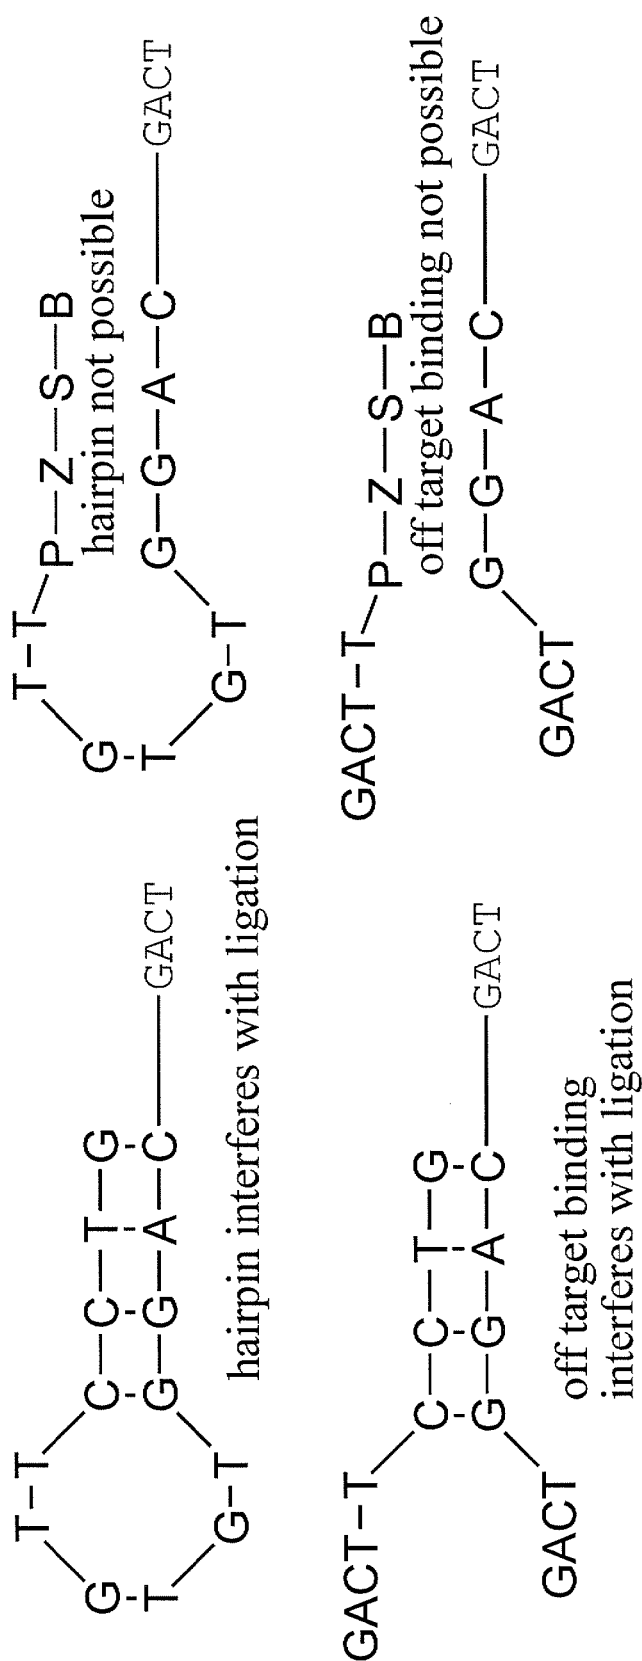 T–T
G C–C–T–G
T G–G–A–C—GACT
G–T
hairpin interferes with ligation
T–T
P—Z—S—B
G hairpin not possible
T G–G–A–C—GACT
G–T
GACT–T
C–C–T–G
G–G–A–C—GACT
GACT
off target binding
interferes with ligation
GACT–T
P—Z—S—B
off target binding not possible
G–G–A–C—GACT
GACT